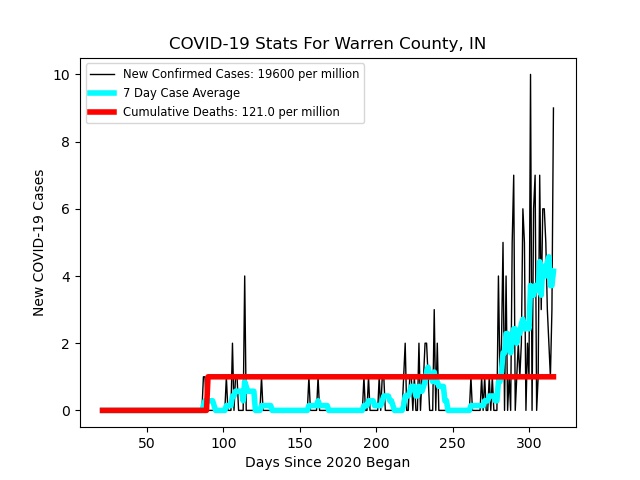 COVID-19 Stats For Warren County, IN
New Confirmed Cases: 19600 per million
7 Day Case Average
Cumulative Deaths: 121.0 per million
New COVID-19 Cases
10
8
6
4
2
0
50 100 150 200 250 300
Days Since 2020 Began